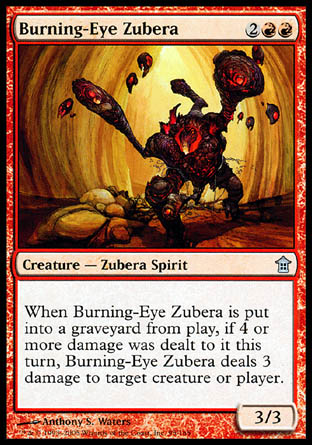 Burning-Eye Zubera 2
Creature — Zubera Spirit
When Burning-Eye Zubera is put
into a graveyard from play, if 4 or
more damage was dealt to it this
turn, Burning-Eye Zubera deals 3
damage to target creature or player.
Anthony S. Waters
3/3